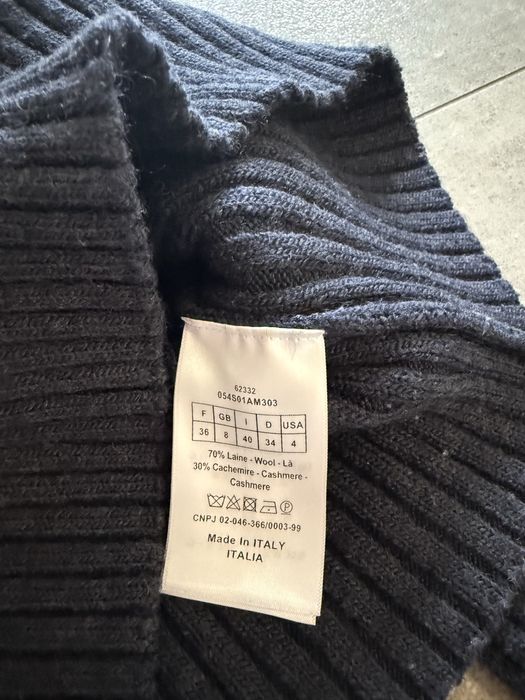 62332
054S01AM303
F GB I D USA
36 8 40 34 4
70% Laine - Wool - Là
30% Cachemire - Cashmere -
Cashmere
CNPJ 02-046-366/0003-99
Made In ITALY
ITALIA